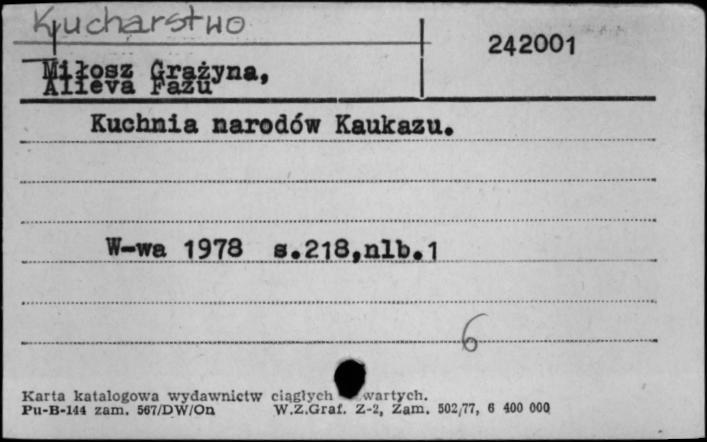 Kucharstwo
242001
Miłosz Grażyna,
Alieva Fazu
Kuchnia narodów Kaukazu.
W-wa 1978 s.218,nlb.1
6
Karta katalogowa wydawnictw ciągłych wartych.
Pu-B-144 zam. 567/DW/On W.Z.Graf. Z-2, Zam. 502/77, 6 400 000